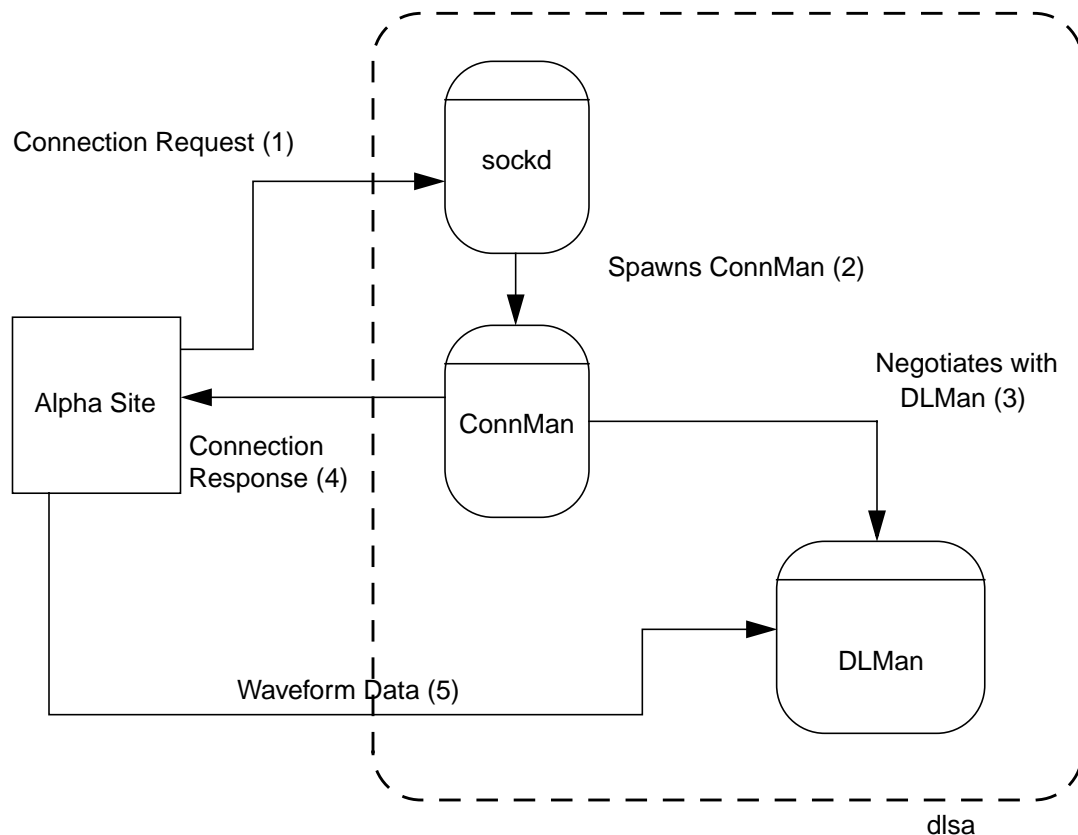 Connection Request (1)
sockd
Spawns ConnMan (2)
Alpha Site
ConnMan
Negotiates with
DLMan (3)
Connection
Response (4)
DLMan
Waveform Data (5)
dlsa